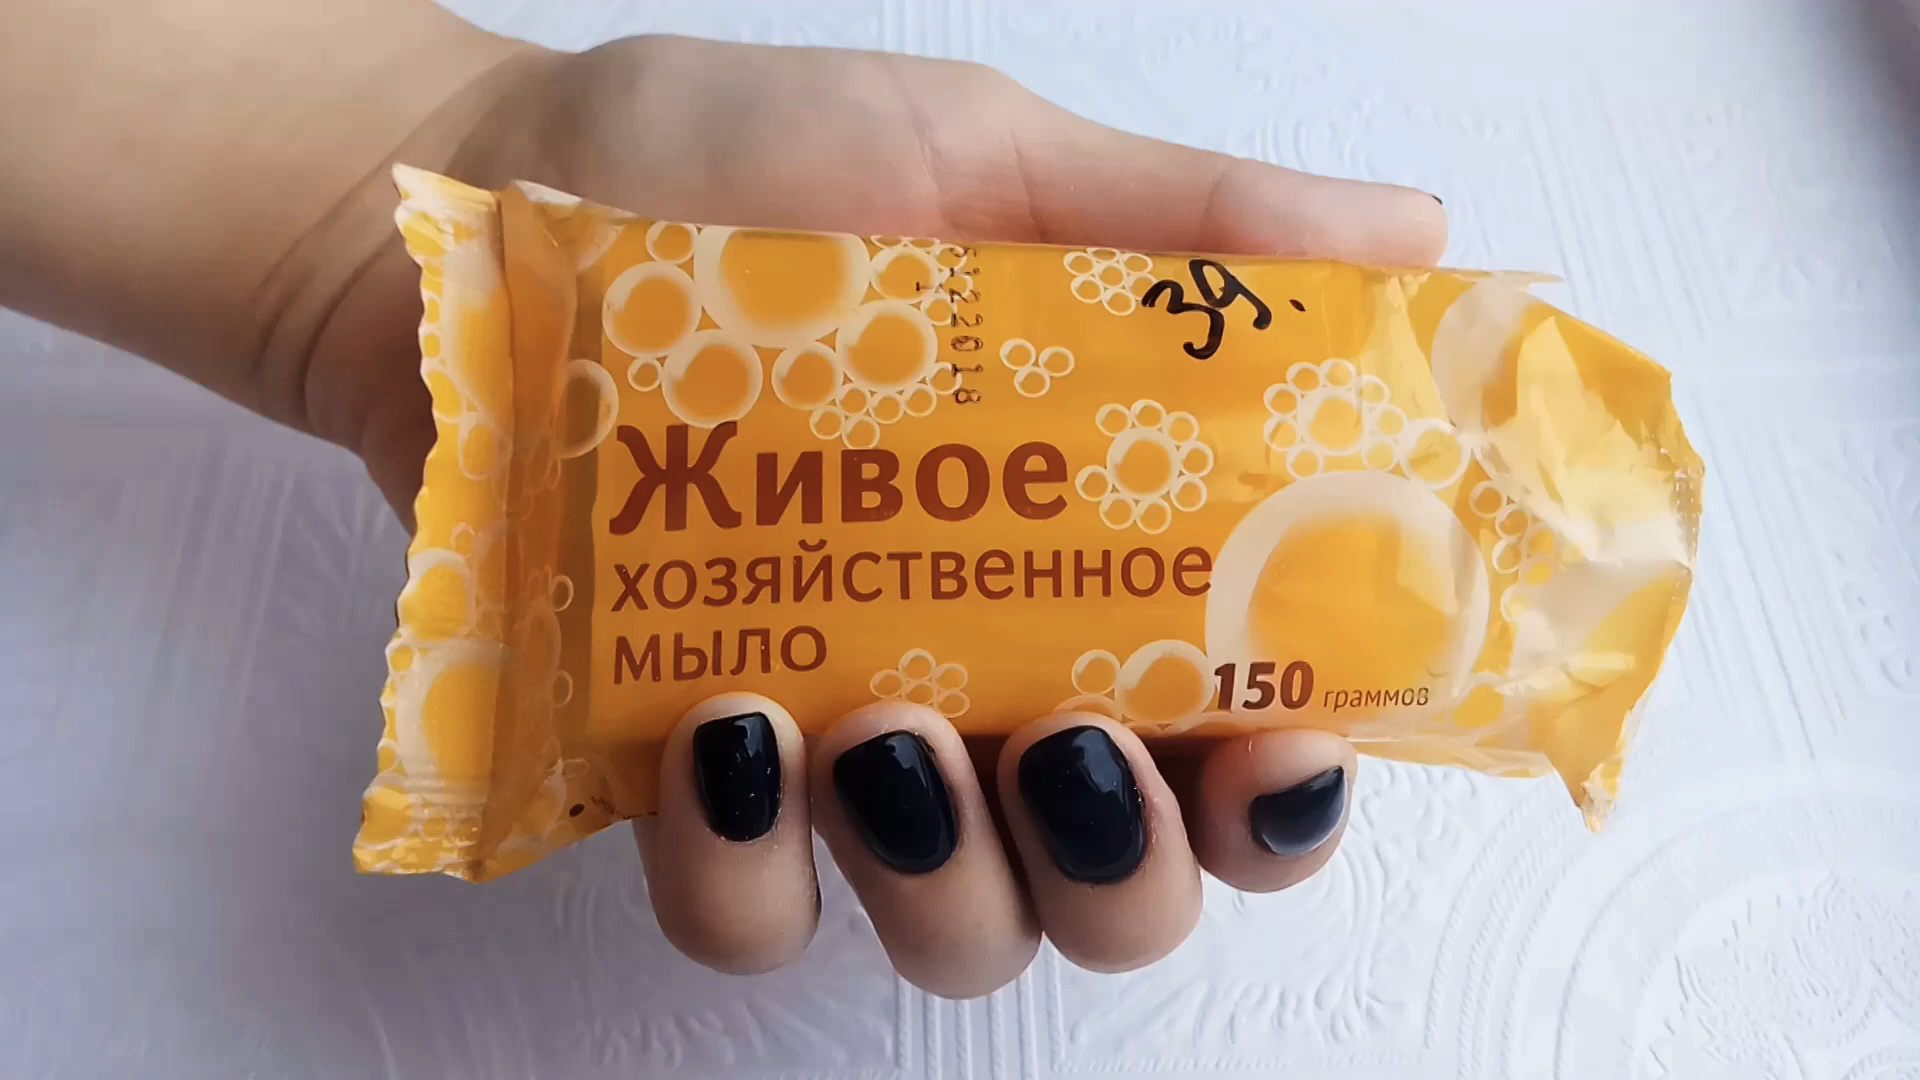 39.
Живое
хозяйственное
мыло
150 граммов